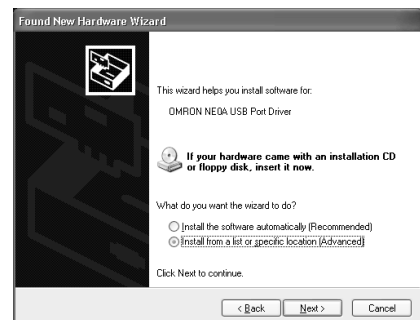 Found New Hardware Wizard
This wizard helps you install software for:
OMRON NE0A USB Port Driver
If your hardware came with an installation CD
or floppy disk, insert it now.
What do you want the wizard to do?
Install the software automatically (Recommended)
Install from a list or specific location (Advanced)
Click Next to continue.
< Back Next > Cancel